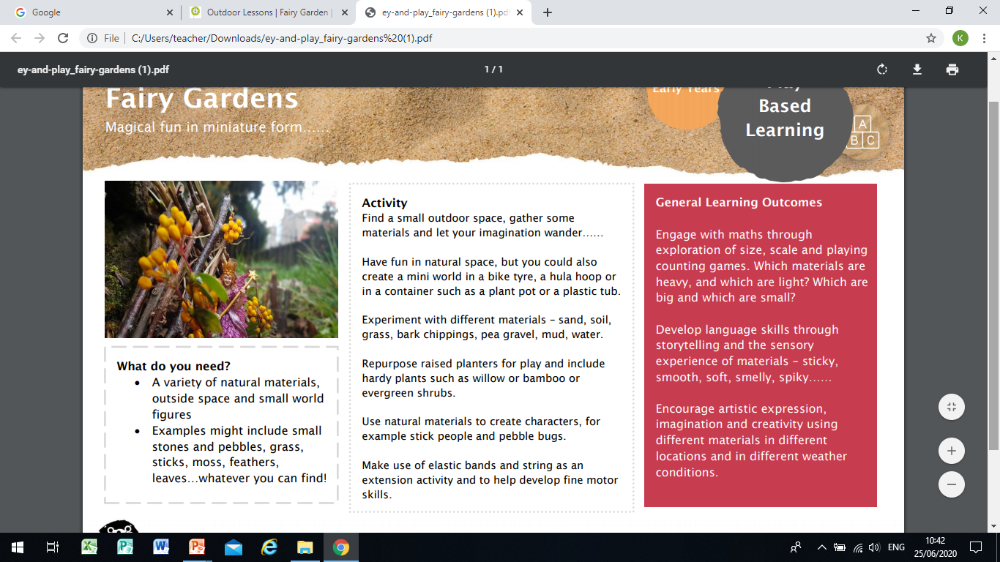 Google
Outdoor Lessons | Fairy Garden |
ey-and-play_fairy-gardens (1).pd
File
C:/Users/teacher/Downloads/ey-and-play_fairy-gardens%20(1).pdf
K
ey-and-play_fairy-gardens (1).pdf
1 / 1
Fairy Gardens
Magical fun in miniature form……
Early Years
Based
Learning
A
B C
What do you need?
• A variety of natural materials,
outside space and small world
figures
• Examples might include small
stones and pebbles, grass,
sticks, moss, feathers,
leaves…whatever you can find!
Activity
Find a small outdoor space, gather some
materials and let your imagination wander……
Have fun in natural space, but you could also
create a mini world in a bike tyre, a hula hoop or
in a container such as a plant pot or a plastic tub.
Experiment with different materials – sand, soil,
grass, bark chippings, pea gravel, mud, water.
Repurpose raised planters for play and include
hardy plants such as willow or bamboo or
evergreen shrubs.
Use natural materials to create characters, for
example stick people and pebble bugs.
Make use of elastic bands and string as an
extension activity and to help develop fine motor
skills.
General Learning Outcomes
Engage with maths through
exploration of size, scale and playing
counting games. Which materials are
heavy, and which are light? Which are
big and which are small?
Develop language skills through
storytelling and the sensory
experience of materials – sticky,
smooth, soft, smelly, spiky……
Encourage artistic expression,
imagination and creativity using
different materials in different
locations and in different weather
conditions.
ENG
10:42
25/06/2020